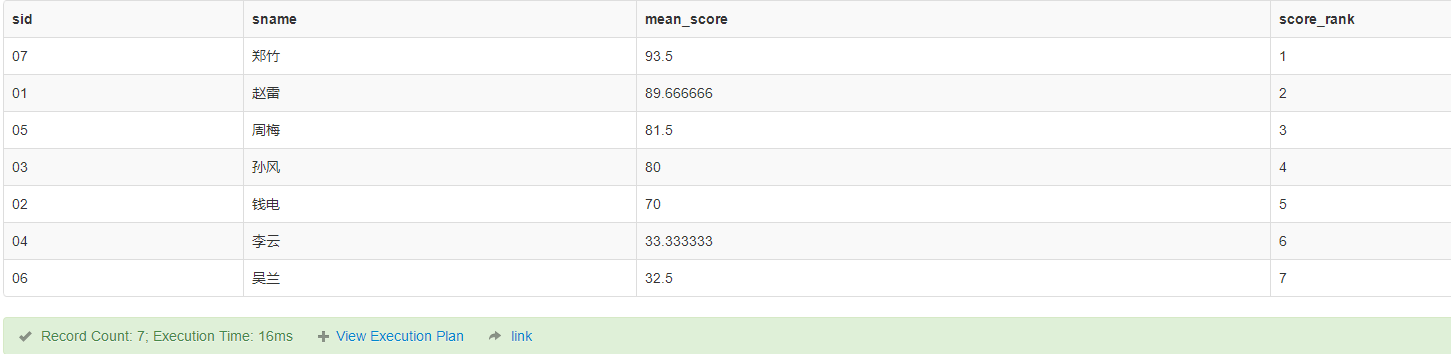 sid sname mean_score score_rank
07 郑竹 93.5 1
01 赵雷 89.666666 2
05 周梅 81.5 3
03 孙风 80 4
02 钱电 70 5
04 李云 33.333333 6
06 吴兰 32.5 7
Record Count: 7; Execution Time: 16ms View Execution Plan link